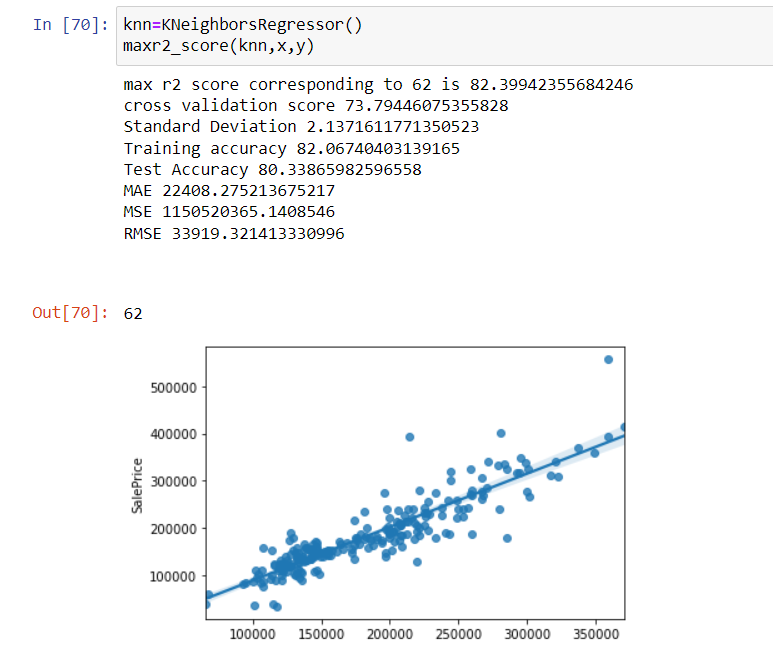 In [70]: knn=KNeighborsRegressor()
maxr2_score(knn,x,y)
max r2 score corresponding to 62 is 82.39942355684246
cross validation score 73.79446075355828
Standard Deviation 2.1371611771350523
Training accuracy 82.06740403139165
Test Accuracy 80.33865982596558
MAE 22408.275213675217
MSE 1150520365.1408546
RMSE 33919.321413330996
Out[70]: 62
500000
400000
300000
200000
100000
SalePrice
100000 150000 200000 250000 300000 350000